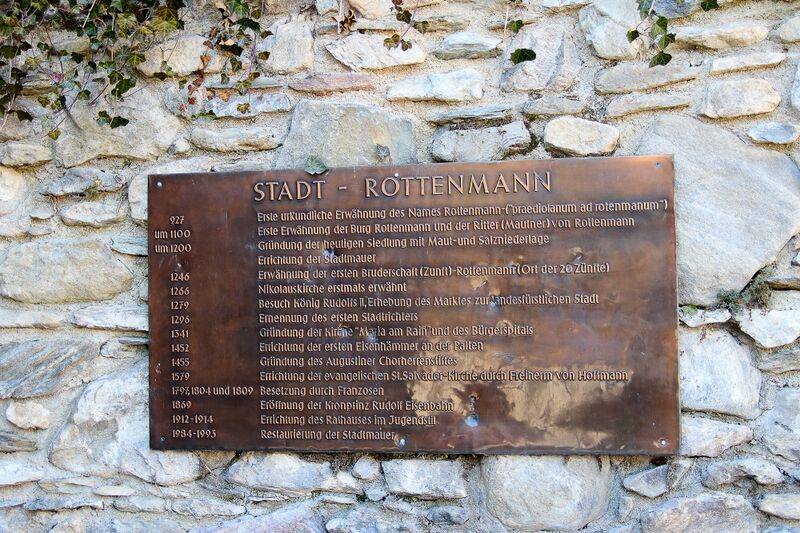 STADT - ROTTENMANN
927 Erste urkundliche Erwähnung des Names Rottenmann-("praediolanum ad rotenmanum")
um 1100 Erste Erwähnung der Burg Rottenmann und der Ritter (Mautner) von Rottenmann
um 1200 Gründung der heutigen Siedlung mit Maut-und Salzniederlage
Errichtung der Stadtmauer
1246 Erwähnung der ersten Bruderschaft (Zunft)-Rottenmann (Ort der 20 Zünfte)
1266 Nikolauskirche erstmals erwähnt
1279 Besuch König Rudolfs II, Erhebung des Marktes zur landesfürstlichen Stadt
1296 Ernennung des ersten Stadtrichters
1341 Gründung der Kirche "Maria am Rain" und des Bürgerspitals
1452 Errichtung der ersten Eisenhämmer an der Palten
1455 Gründung des Augustiner Chorherrenstiftes
1579 Errichtung der evangelischen St. Salvator-Kirche durch Freiherrn von Hoffmann
1797, 1804 und 1809 Besetzung durch Franzosen
1869 Eröffnung der Kronprinz Rudolf Eisenbahn
1912-1914 Errichtung des Rathauses im Jugendstil
1984-1993 Restaurierung der Stadtmauer